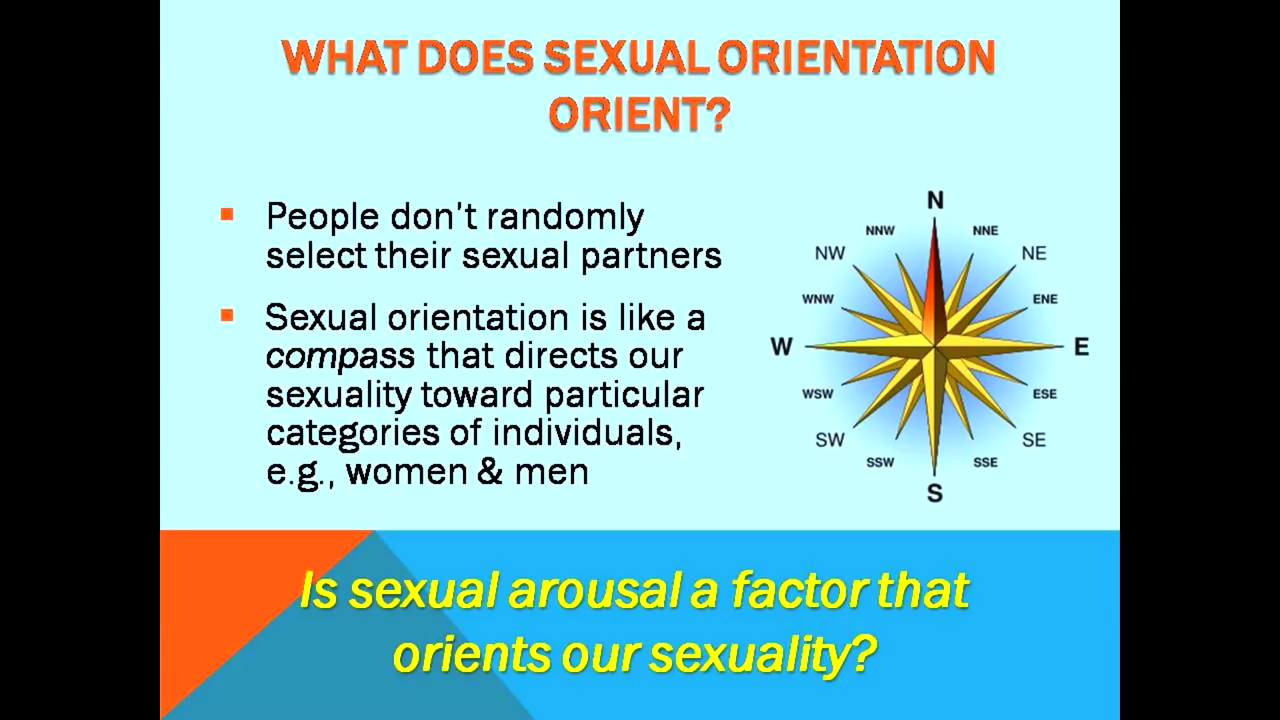 WHAT DOES SEXUAL ORIENTATION
ORIENT?
People don't randomly
select their sexual partners
Sexual orientation is like a
compass that directs our
sexuality toward particular
categories of individuals,
e.g., women & men
N
NNW
NNE
NW
NE
WNW
ENE
W
E
WSW
ESE
SW
SE
SSW
SSE
S
Is sexual arousal a factor that
orients our sexuality?